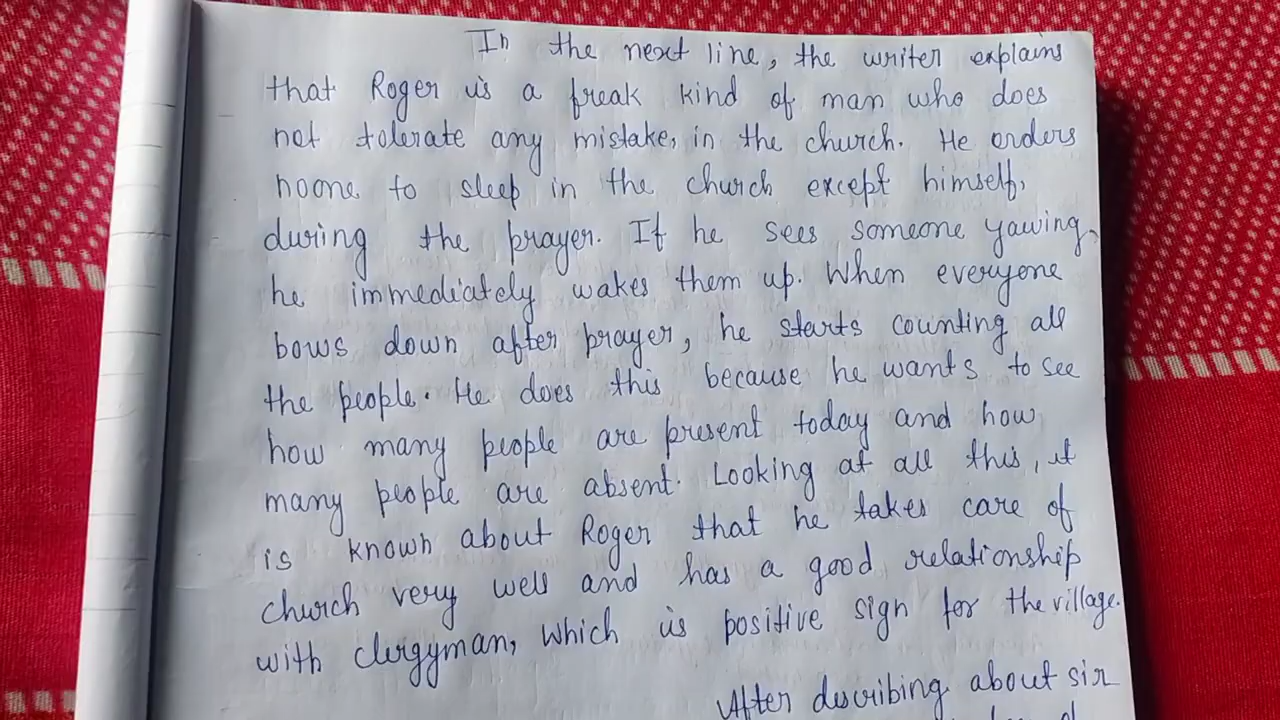 In the next line, the writer explains
that Roger is a freak kind of man who does
not tolerate any mistake, in the church. He orders
noone to sleep in the church except himself,
during the prayer. If he sees someone yawing,
he immediately wakes them up. When everyone
bows down after prayer, he starts counting all
the people. He does this because he wants to see
how many people are present today and how
many people are absent. Looking at all this, it
is known about Roger that he takes care of
church very well and has a good relationship
with clergyman, which is positive sign for the village.
After describing about sir